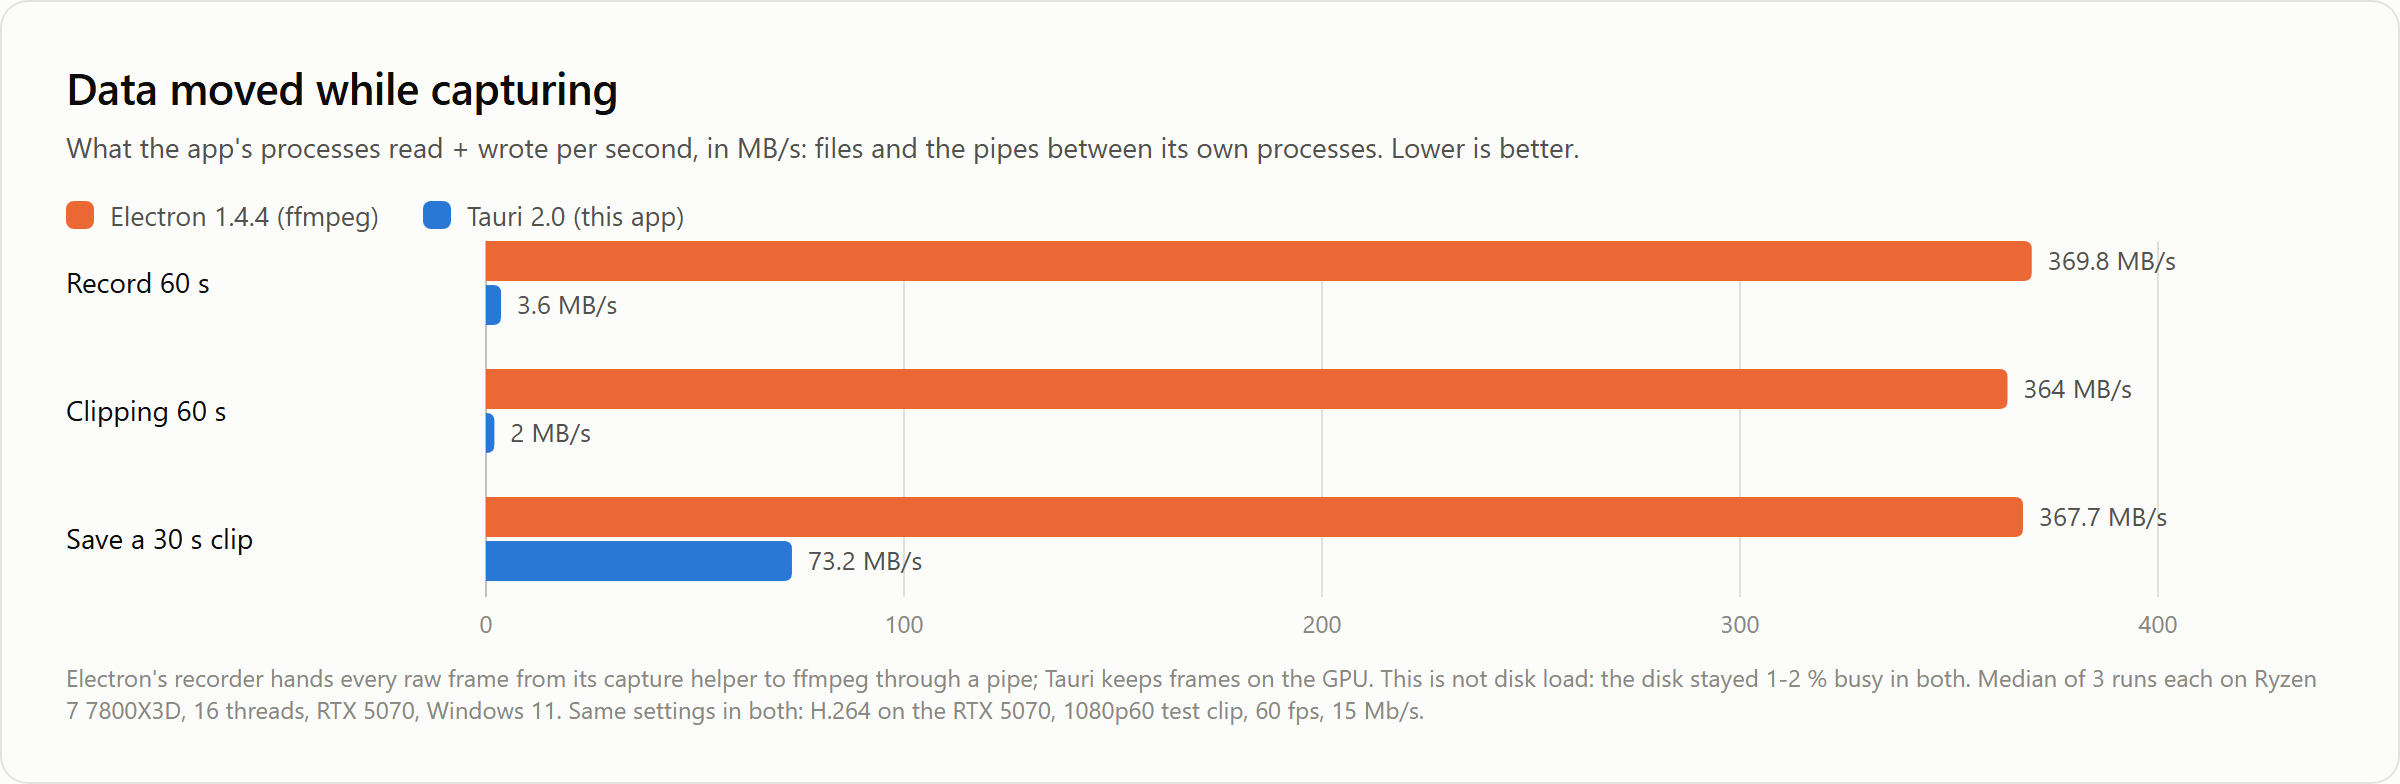 Data moved while capturing
What the app's processes read + wrote per second, in MB/s: files and the pipes between its own processes. Lower is better.
Electron 1.4.4 (ffmpeg) Tauri 2.0 (this app)
Record 60 s
369.8 MB/s
3.6 MB/s
Clipping 60 s
364 MB/s
2 MB/s
Save a 30 s clip
367.7 MB/s
73.2 MB/s
0 100 200 300 400
Electron's recorder hands every raw frame from its capture helper to ffmpeg through a pipe; Tauri keeps frames on the GPU. This is not disk load: the disk stayed 1-2 % busy in both. Median of 3 runs each on Ryzen
7 7800X3D, 16 threads, RTX 5070, Windows 11. Same settings in both: H.264 on the RTX 5070, 1080p60 test clip, 60 fps, 15 Mb/s.